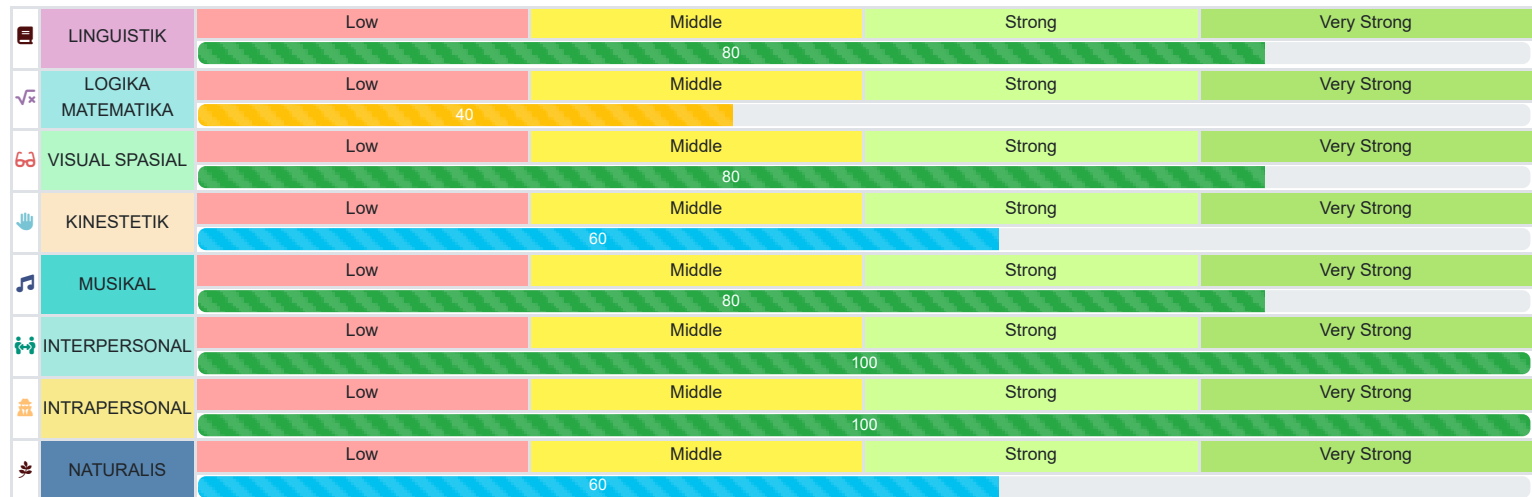 LINGUISTIK
Low Middle Strong Very Strong
80
LOGIKA MATEMATIKA
Low Middle Strong Very Strong
40
VISUAL SPASIAL
Low Middle Strong Very Strong
80
KINESTETIK
Low Middle Strong Very Strong
60
MUSIKAL
Low Middle Strong Very Strong
80
INTERPERSONAL
Low Middle Strong Very Strong
100
INTRAPERSONAL
Low Middle Strong Very Strong
100
NATURALIS
Low Middle Strong Very Strong
60